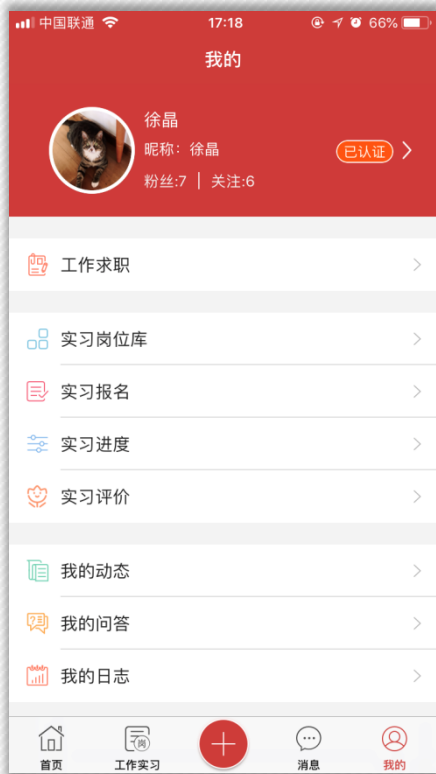 中国联通 17:18 66%
我的
徐晶
昵称：徐晶
已认证
粉丝:7 | 关注:6
工作求职
实习岗位库
实习报名
实习进度
实习评价
我的动态
我的问答
我的日志
首页 工作实习 消息 我的